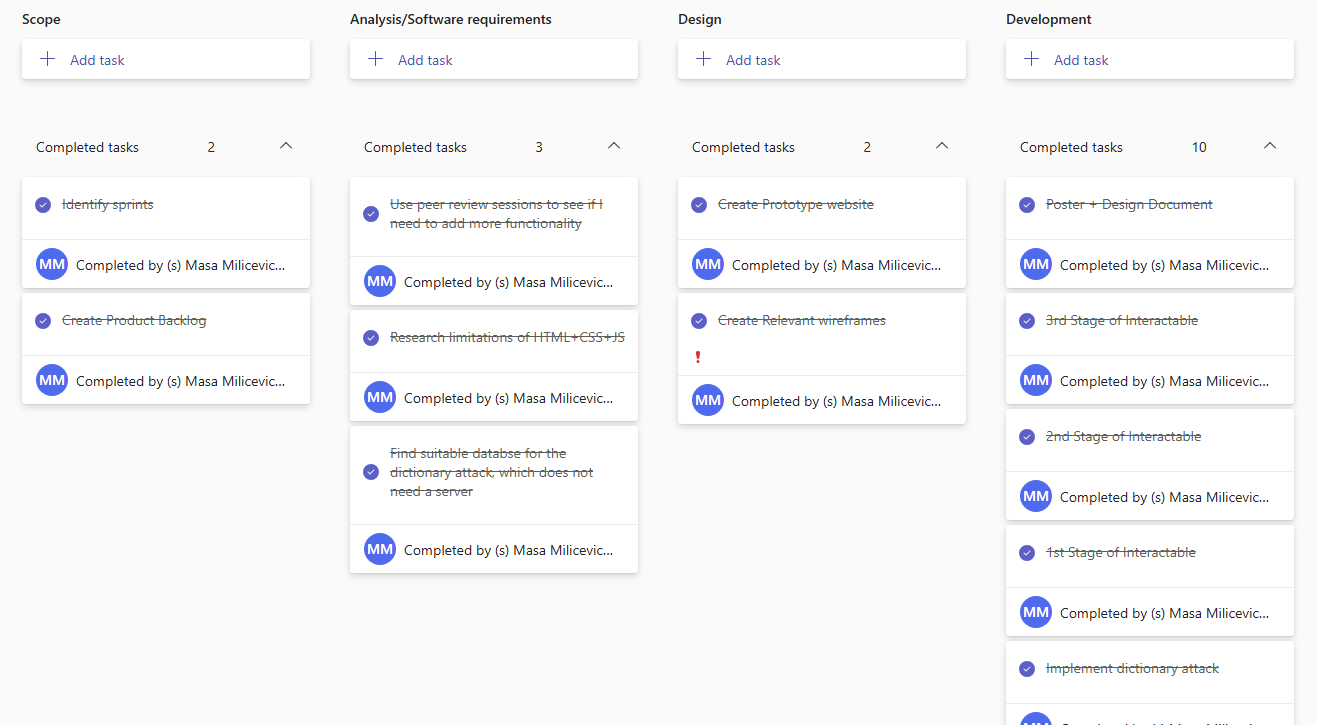 Scope
Add task
Completed tasks 2
Identify sprints
MM Completed by (s) Masa Milicevic...
Create Product Backlog
MM Completed by (s) Masa Milicevic...
Analysis/Software requirements
Add task
Completed tasks 3
Use peer review sessions to see if I
need to add more functionality
MM Completed by (s) Masa Milicevic...
Research limitations of HTML+CSS+JS
MM Completed by (s) Masa Milicevic...
Find suitable databse for the
dictionary attack, which does not
need a server
MM Completed by (s) Masa Milicevic...
Design
Add task
Completed tasks 2
Create Prototype website
MM Completed by (s) Masa Milicevic...
Create Relevant wireframes
MM Completed by (s) Masa Milicevic...
Development
Add task
Completed tasks 10
Poster + Design Document
MM Completed by (s) Masa Milicevic...
3rd Stage of Interactable
MM Completed by (s) Masa Milicevic...
2nd Stage of Interactable
MM Completed by (s) Masa Milicevic...
1st Stage of Interactable
MM Completed by (s) Masa Milicevic...
Implement dictionary attack